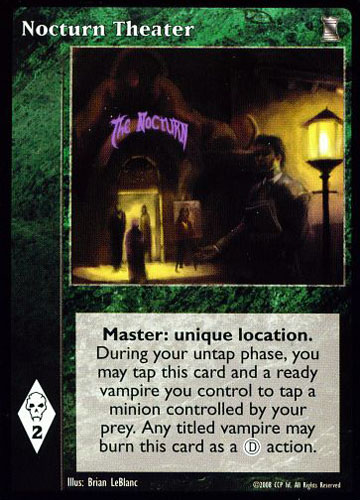 Nocturn Theater
The Nocturn
Master: unique location.
During your untap phase, you
may tap this card and a ready
vampire you control to tap a
minion controlled by your
prey. Any titled vampire may
burn this card as a Ⓓ action.
2
Illus: Brian LeBlanc
©2008 CCP hf. All Rights Reserved